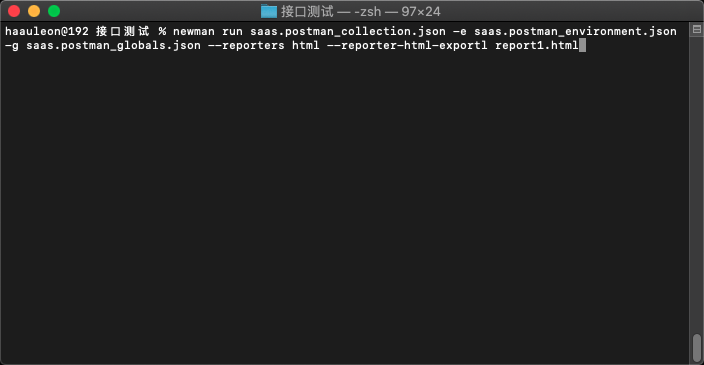 接口测试 — -zsh — 97×24
haauleon@192 接口测试 % newman run saas.postman_collection.json -e saas.postman_environment.json
-g saas.postman_globals.json --reporters html --reporter-html-exportl report1.html